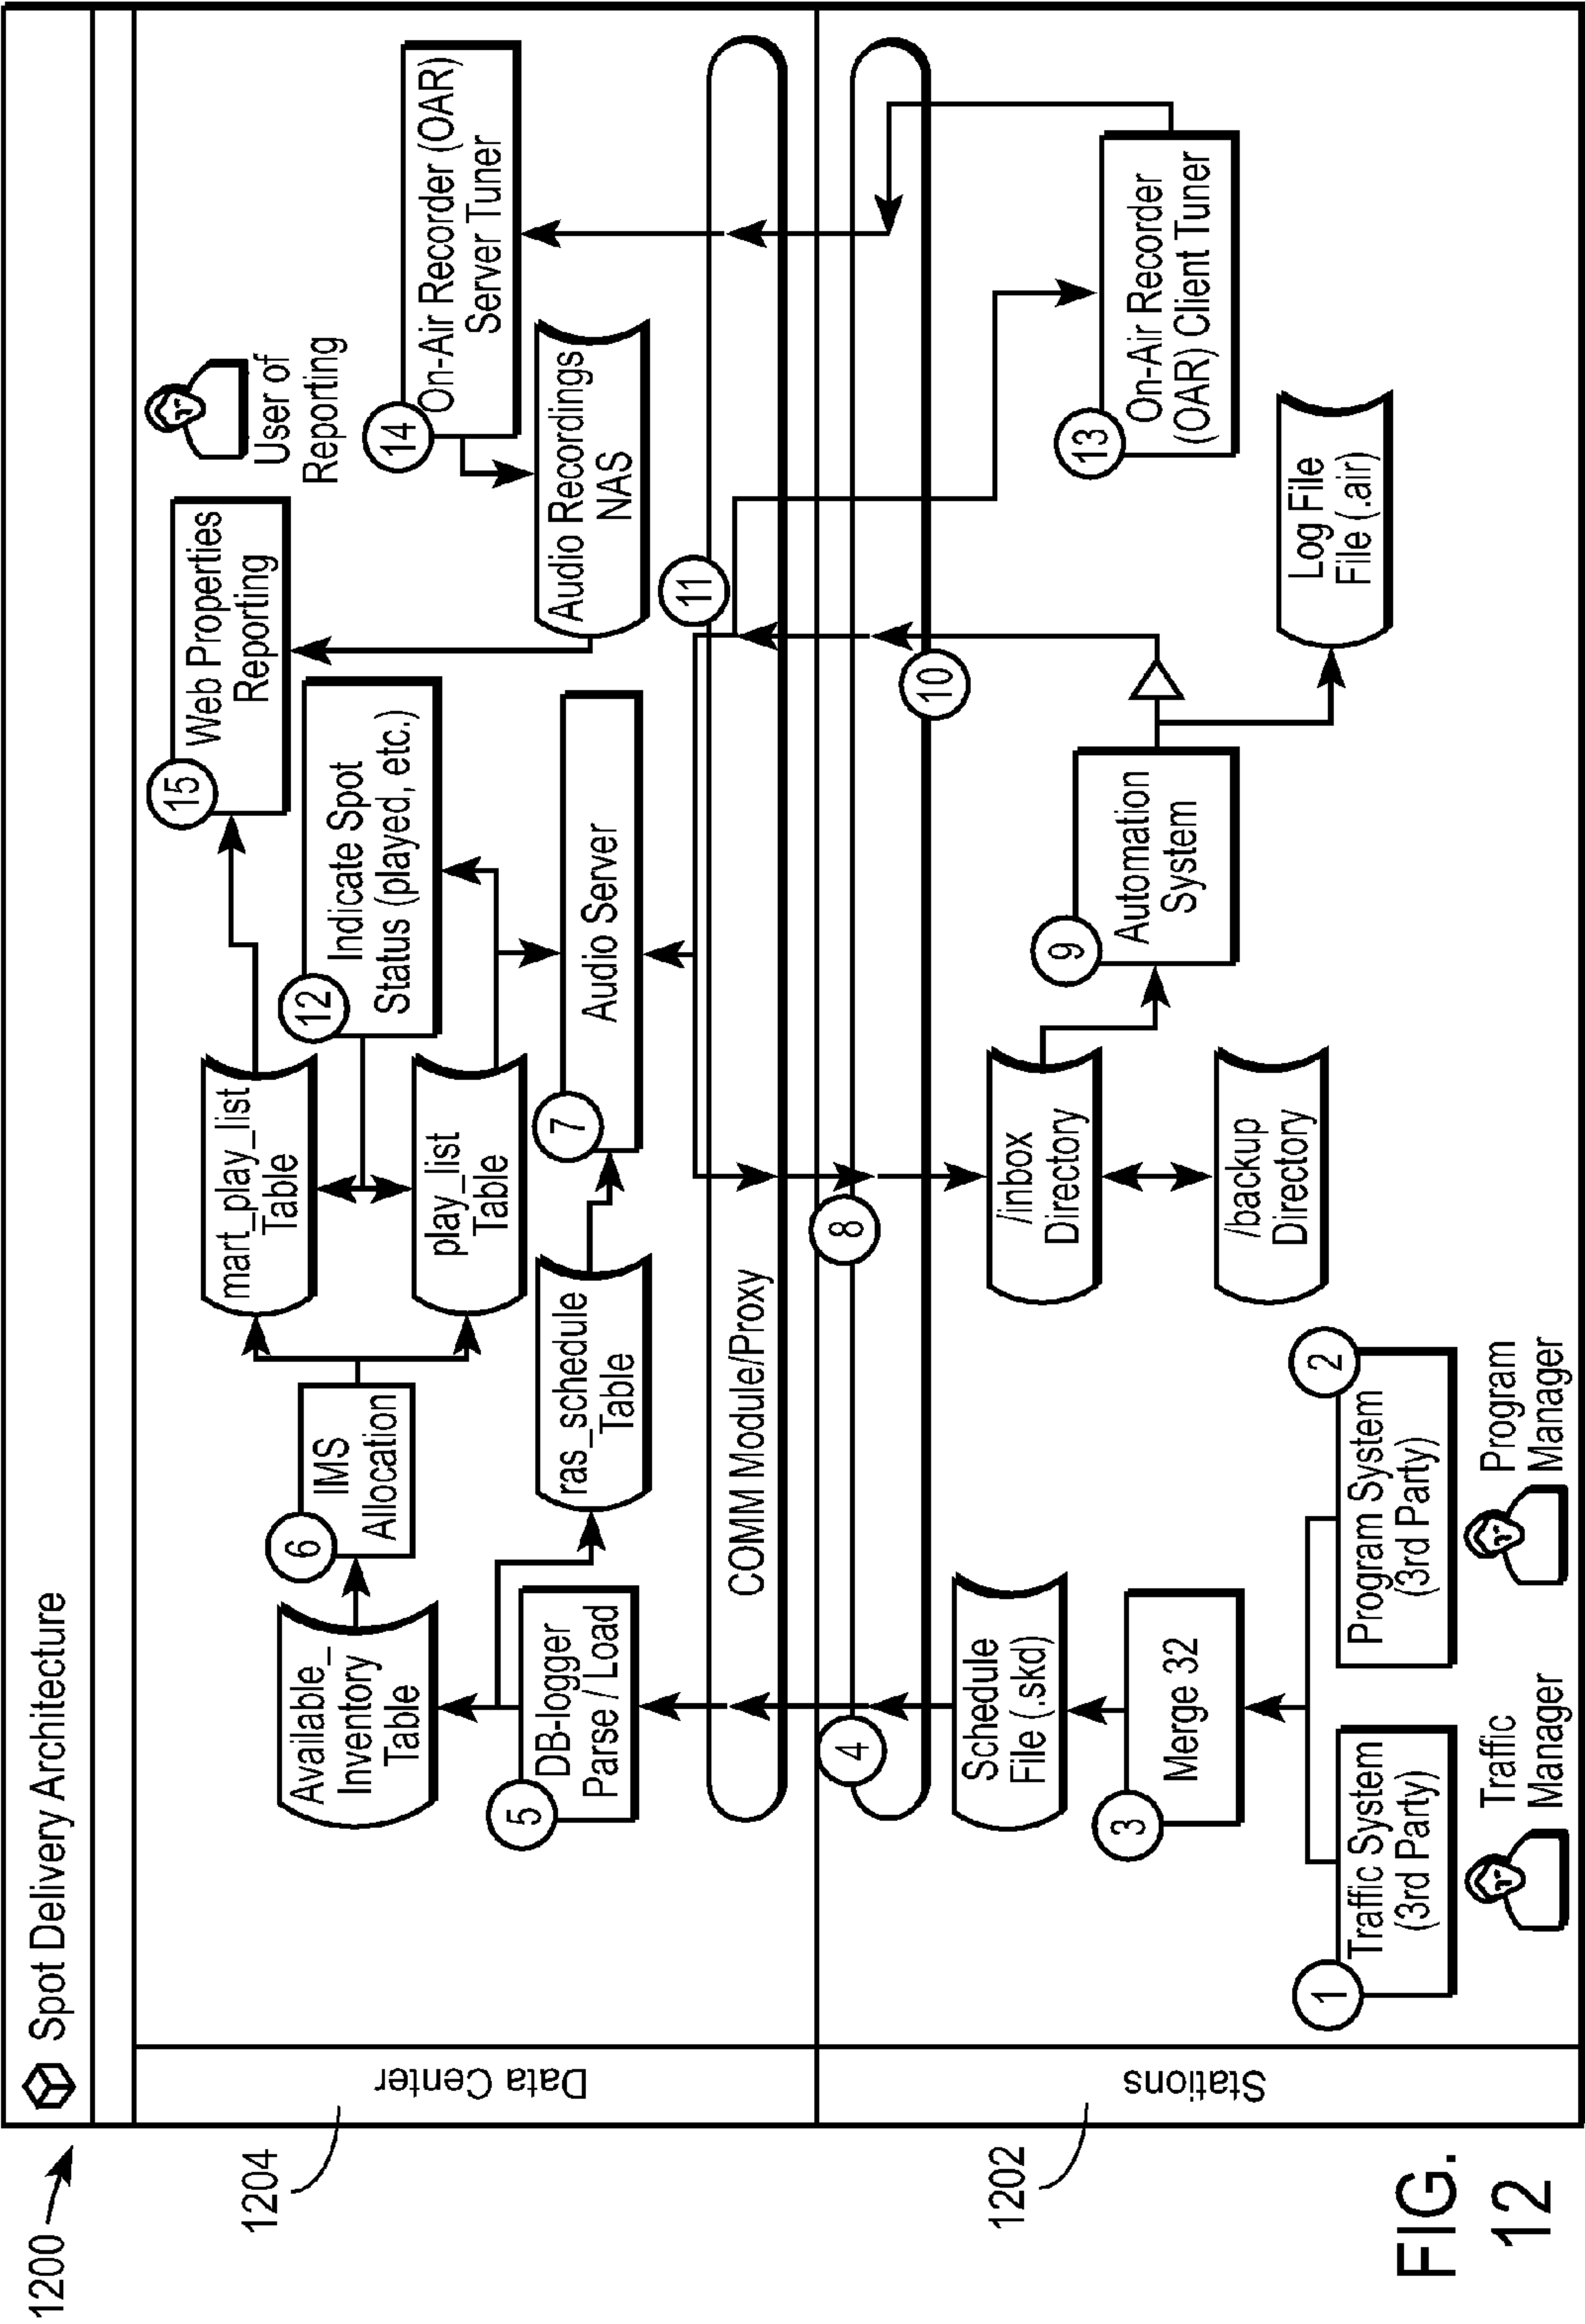 1200
Spot Delivery Architecture
1204
Data Center
15
Web Properties
Reporting
User of
Reporting
mart_play_list
Table
12
Indicate Spot
Status (played, etc.)
14
On-Air Recorder (OAR)
Server Tuner
Available_
Inventory
Table
6
IMS
Allocation
play_list
Table
5
DB-logger
Parse / Load
ras_schedule
Table
7
Audio Server
Audio Recordings
NAS
11
COMM Module/Proxy
4
8
10
1202
Stations
Schedule
File (.skd)
/inbox
Directory
9
Automation
System
13
On-Air Recorder
(OAR) Client Tuner
3
Merge 32
/backup
Directory
Log File
File (.air)
1
Traffic System
(3rd Party)
2
Program System
(3rd Party)
Traffic
Manager
Program
Manager
FIG.
12